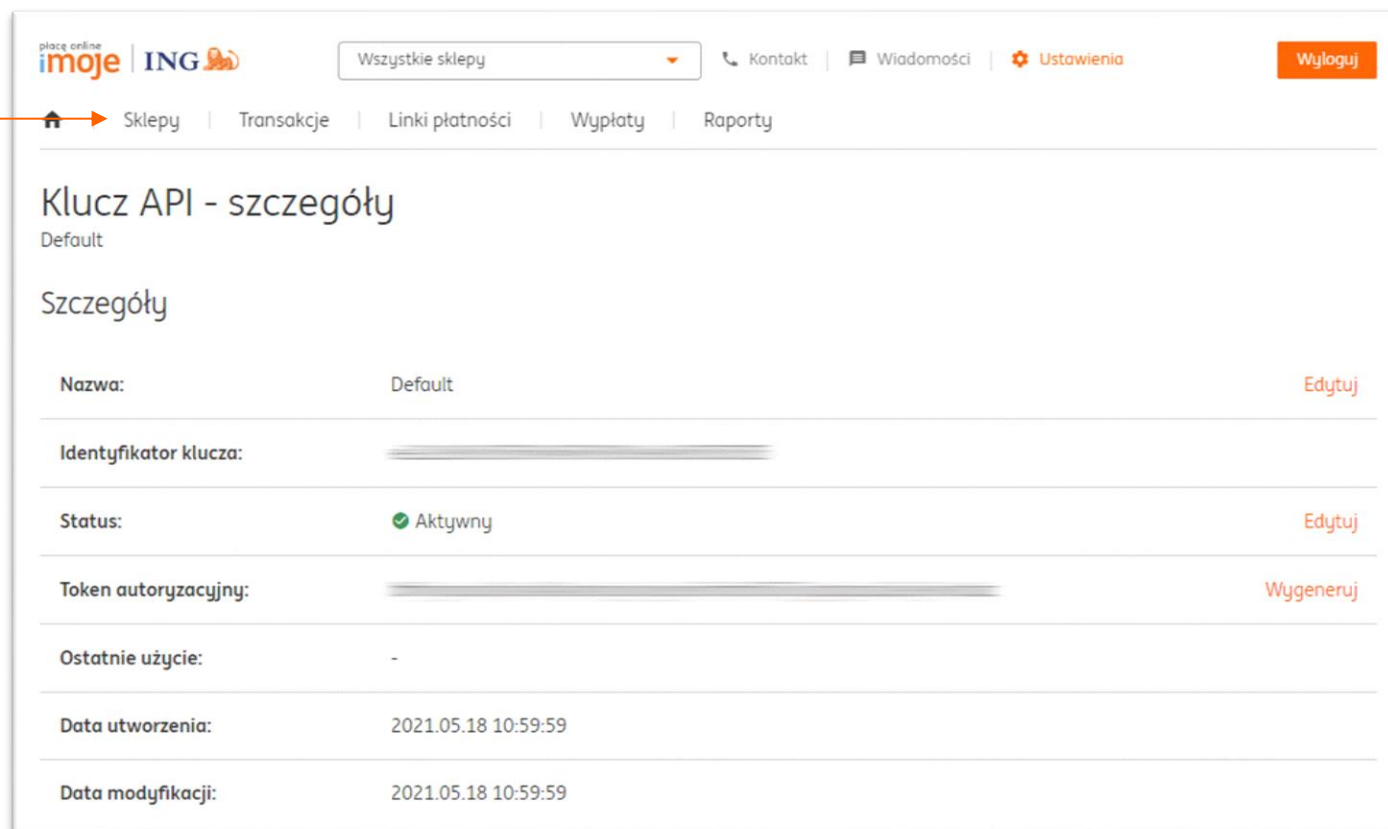 płacę online
imoje ING Wszystkie sklepy Kontakt Wiadomości Ustawienia Wyloguj
Sklepy Transakcje Linki płatności Wypłaty Raporty
Klucz API - szczegóły
Default
Szczegóły
Nazwa: Default Edytuj
Identyfikator klucza:
Status: Aktywny Edytuj
Token autoryzacyjny: Wygeneruj
Ostatnie użycie: -
Data utworzenia: 2021.05.18 10:59:59
Data modyfikacji: 2021.05.18 10:59:59